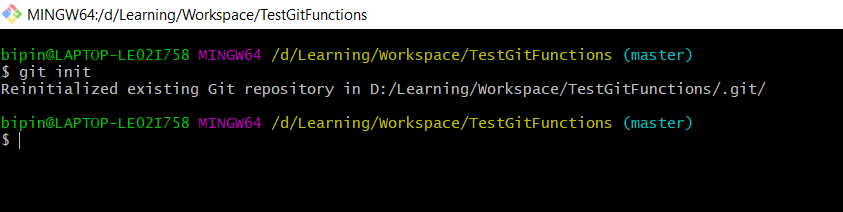 MINGW64:/d/Learning/Workspace/TestGitFunctions
bipin@LAPTOP-LE02I758 MINGW64 /d/Learning/Workspace/TestGitFunctions (master)
$ git init
Reinitialized existing Git repository in D:/Learning/Workspace/TestGitFunctions/.git/
bipin@LAPTOP-LE02I758 MINGW64 /d/Learning/Workspace/TestGitFunctions (master)
$